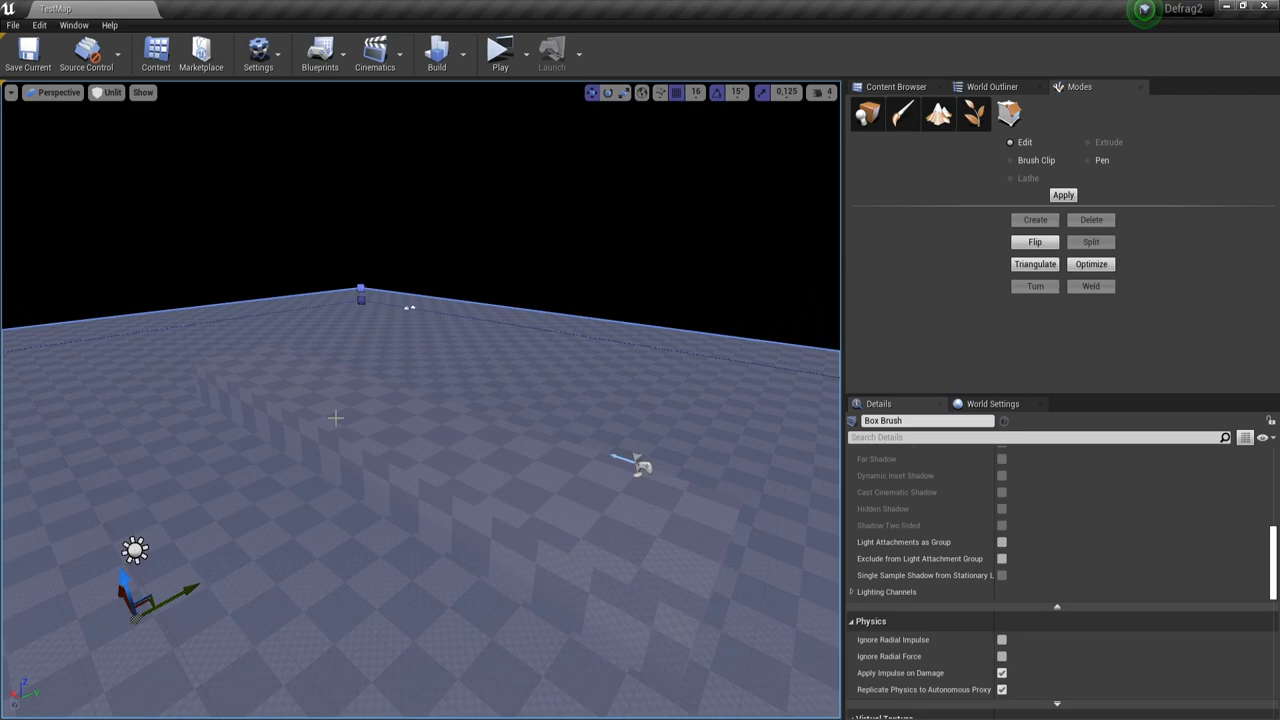 TestMap
Defrag2
File Edit Window Help
Save Current Source Control Content Marketplace Settings Blueprints Cinematics Build Play Launch
Perspective Unlit Show 16 15° 0,125 4
Content Browser World Outliner Modes
Edit Extrude
Brush Clip Pen
Lathe
Apply
Create Delete
Flip Split
Triangulate Optimize
Turn Weld
Details World Settings
Box Brush
Search Details
Far Shadow
Dynamic Inset Shadow
Cast Cinematic Shadow
Hidden Shadow
Shadow Two Sided
Light Attachments as Group
Exclude from Light Attachment Group
Single Sample Shadow from Stationary L
Lighting Channels
Physics
Ignore Radial Impulse
Ignore Radial Force
Apply Impulse on Damage
Replicate Physics to Autonomous Proxy
Virtual Texture
Z
X Y